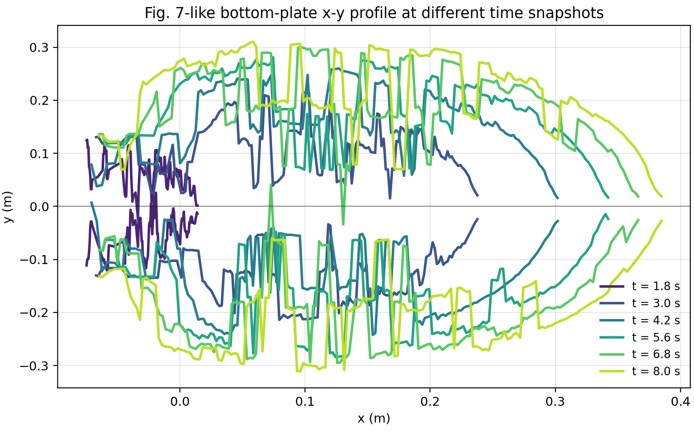 Fig. 7-like bottom-plate x-y profile at different time snapshots
y (m)
0.3
0.2
0.1
0.0
−0.1
−0.2
−0.3
t = 1.8 s
t = 3.0 s
t = 4.2 s
t = 5.6 s
t = 6.8 s
t = 8.0 s
0.0 0.1 0.2 0.3 0.4
x (m)